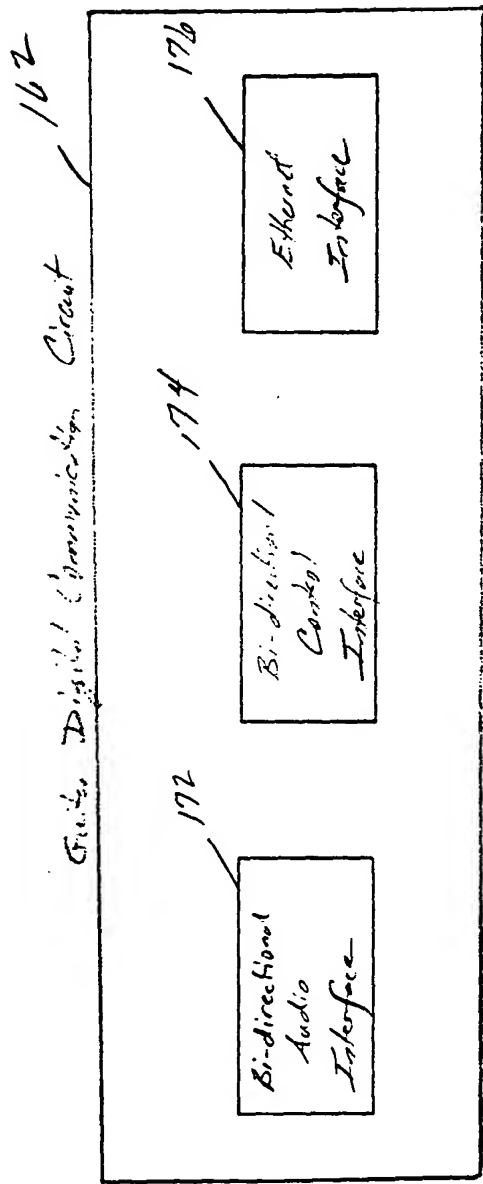 Guitar Digital Communication Circuit
162
172
Bi-directional
Audio
Interface
174
Bi-directional
Control
Interface
176
Ethernet
Interface